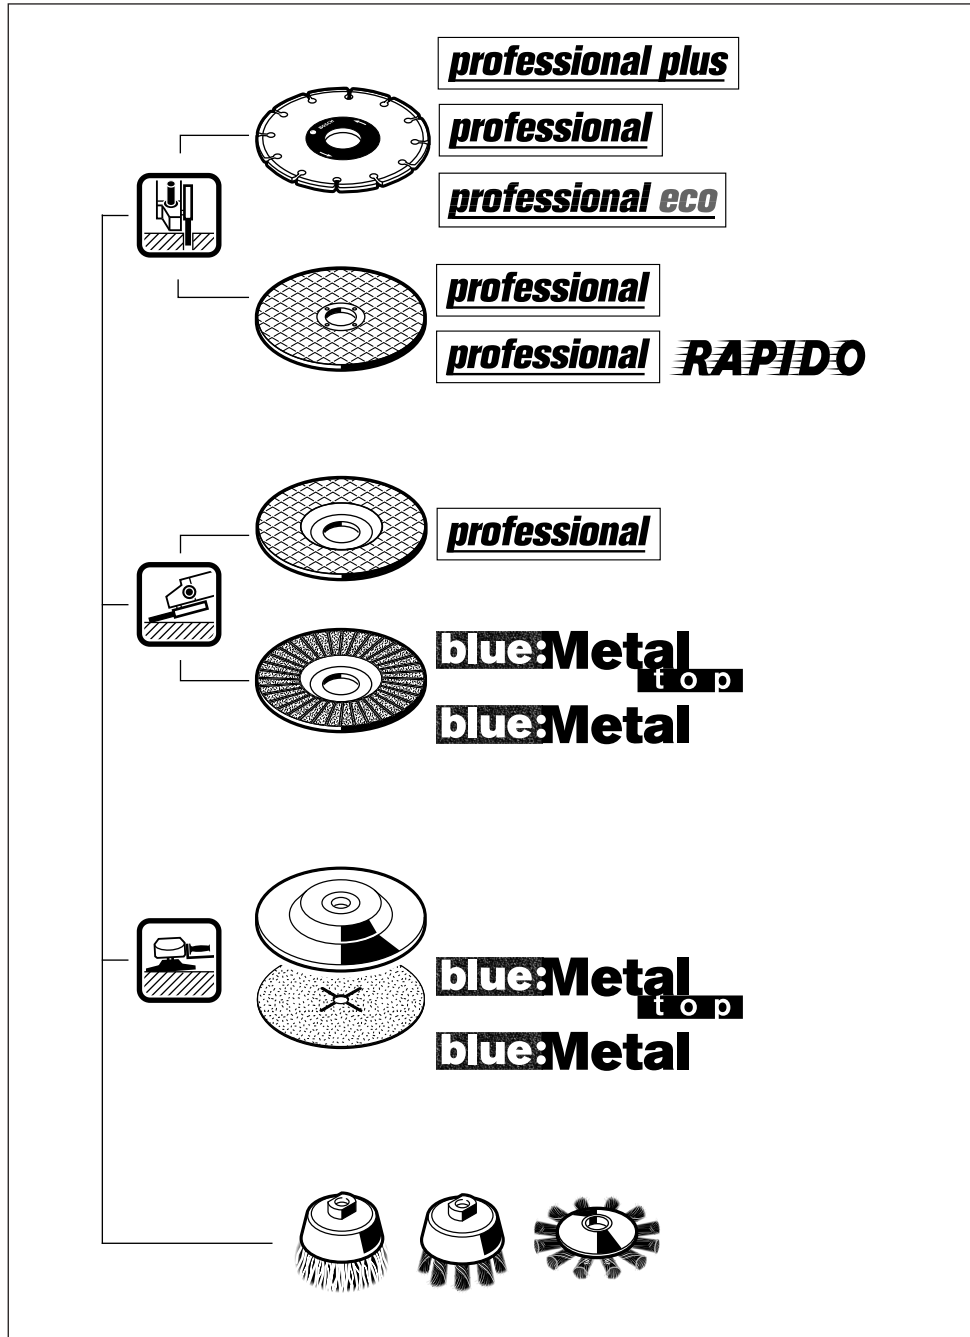 professional plus
professional
professional eco
BOSCH
professional
professional RAPIDO
professional
blue:Metal
top
blue:Metal
blue:Metal
top
blue:Metal